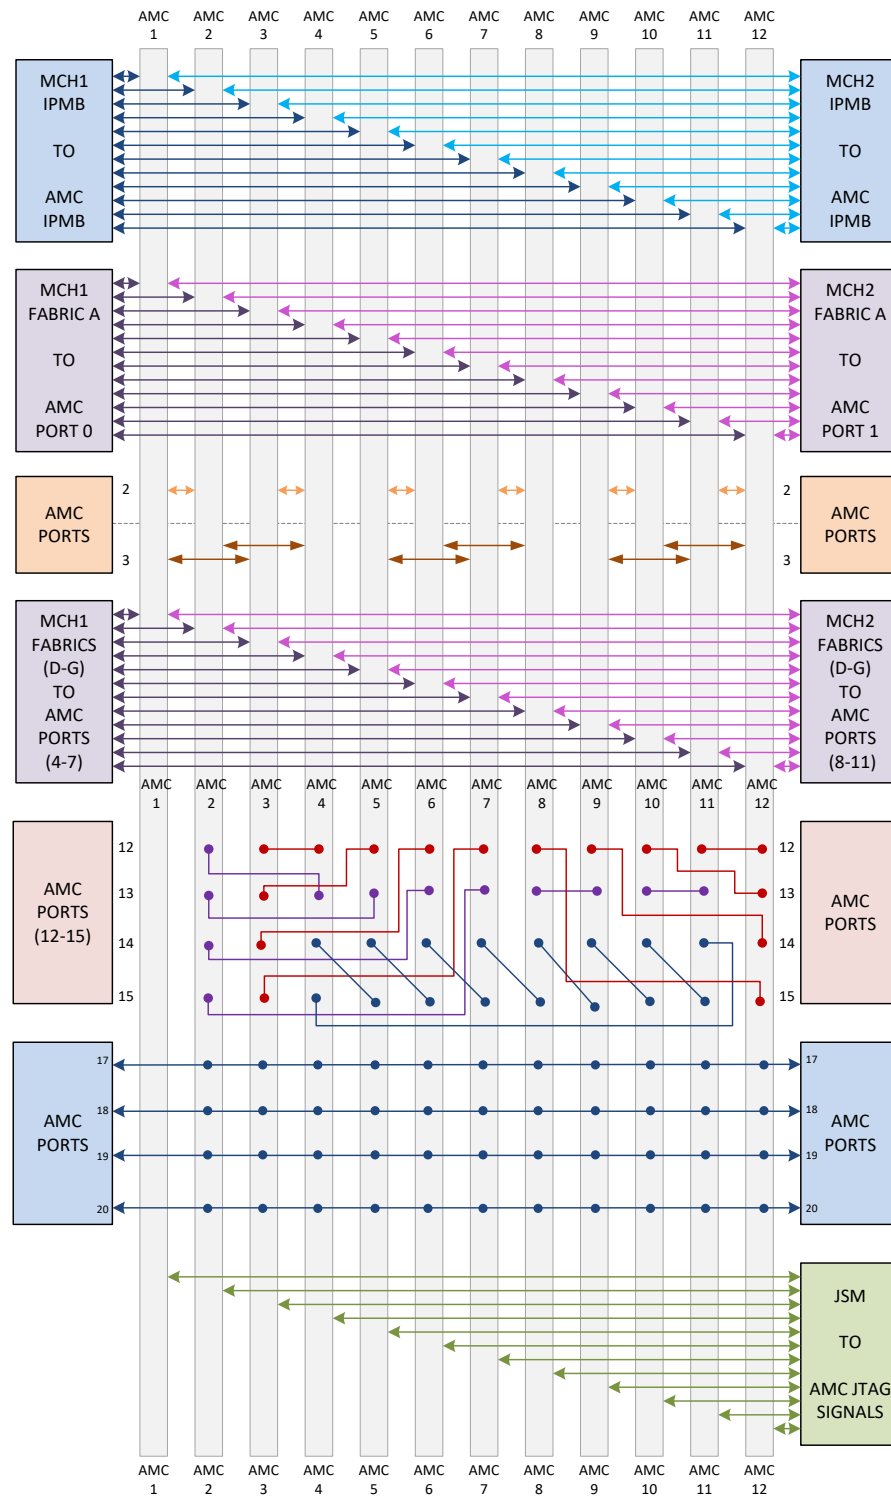 AMC AMC AMC AMC AMC AMC AMC AMC AMC AMC AMC AMC
1 2 3 4 5 6 7 8 9 10 11 12
MCH1
IPMB
TO
AMC
IPMB
MCH2
IPMB
TO
AMC
IPMB
MCH1
FABRIC A
TO
AMC
PORT 0
MCH2
FABRIC A
TO
AMC
PORT 1
AMC
PORTS
2
3
2
3
AMC
PORTS
MCH1
FABRICS
(D-G)
TO
AMC
PORTS
(4-7)
MCH2
FABRICS
(D-G)
TO
AMC
PORTS
(8-11)
AMC AMC AMC AMC AMC AMC AMC AMC AMC AMC AMC AMC
1 2 3 4 5 6 7 8 9 10 11 12
AMC
PORTS
(12-15)
12
13
14
15
12
13
14
15
AMC
PORTS
AMC
PORTS
17
18
19
20
17
18
19
20
AMC
PORTS
JSM
TO
AMC JTAG
SIGNALS
AMC AMC AMC AMC AMC AMC AMC AMC AMC AMC AMC AMC
1 2 3 4 5 6 7 8 9 10 11 12